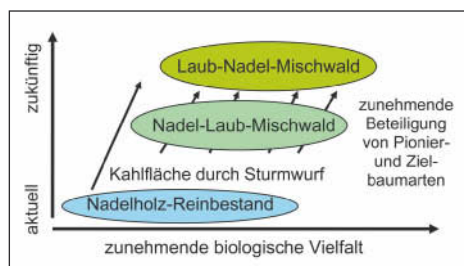 zukünftig
aktuell
Laub-Nadel-Mischwald
Nadel-Laub-Mischwald
Kahlfläche durch Sturmwurf
Nadelholz-Reinbestand
zunehmende
Beteiligung
von Pionier-
und Ziel-
baumarten
zunehmende biologische Vielfalt